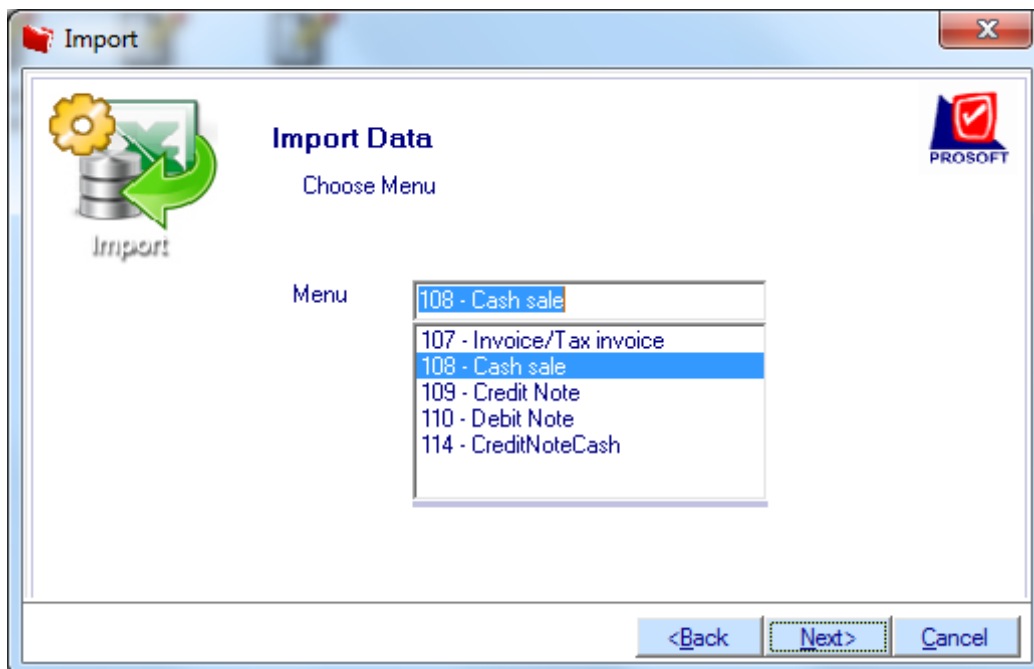 Import
Import Data
PROSOFT
Choose Menu
Import
Menu
108 - Cash sale
107 - Invoice/Tax invoice
108 - Cash sale
109 - Credit Note
110 - Debit Note
114 - CreditNoteCash
<Back
Next>
Cancel